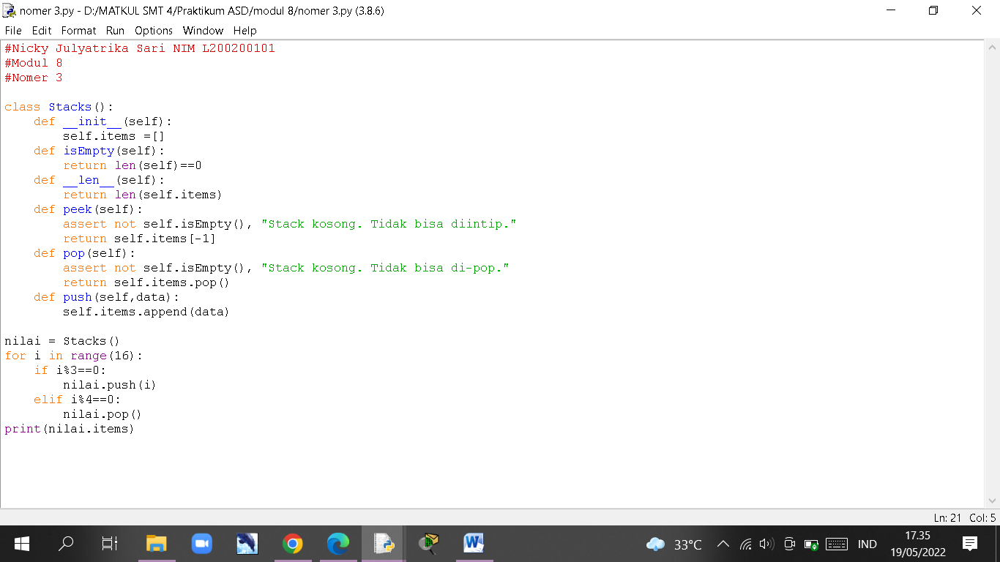 nomer 3.py - D:/MATKUL SMT 4/Praktikum ASD/modul 8/nomer 3.py (3.8.6)
File Edit Format Run Options Window Help
#Nicky Julyatrika Sari NIM L200200101
#Modul 8
#Nomer 3
class Stacks():
    def __init__(self):
        self.items =[]
    def isEmpty(self):
        return len(self)==0
    def __len__(self):
        return len(self.items)
    def peek(self):
        assert not self.isEmpty(), "Stack kosong. Tidak bisa diintip."
        return self.items[-1]
    def pop(self):
        assert not self.isEmpty(), "Stack kosong. Tidak bisa di-pop."
        return self.items.pop()
    def push(self,data):
        self.items.append(data)
nilai = Stacks()
for i in range(16):
    if i%3==0:
        nilai.push(i)
    elif i%4==0:
        nilai.pop()
print(nilai.items)
Ln: 21 Col: 5
33°C IND 17.35
19/05/2022